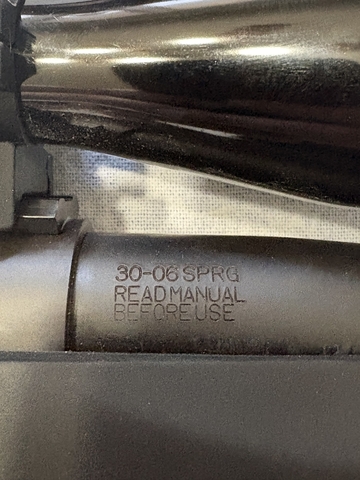 30-06 SPRG
READ MANUAL
BEFORE USE